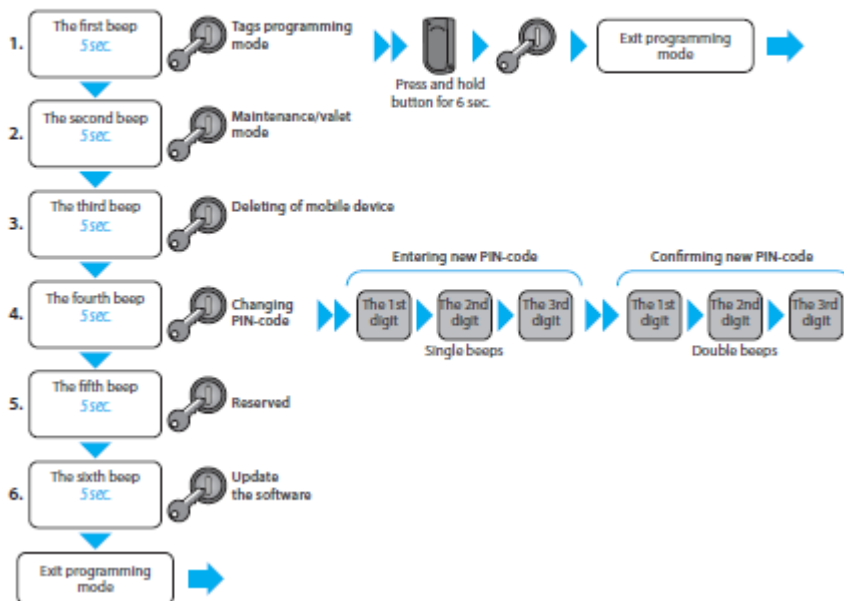 1.
The first beep
5 sec.
Tags programming
mode
Press and hold
button for 6 sec.
Exit programming
mode
2.
The second beep
5 sec.
Maintenance/valet
mode
3.
The third beep
5 sec.
Deleting of mobile device
4.
The fourth beep
5 sec.
Changing
PIN-code
Entering new PIN-code
The 1st
digit
The 2nd
digit
The 3rd
digit
Single beeps
Confirming new PIN-code
The 1st
digit
The 2nd
digit
The 3rd
digit
Double beeps
5.
The fifth beep
5 sec.
Reserved
6.
The sixth beep
5 sec.
Update
the software
Exit programming
mode